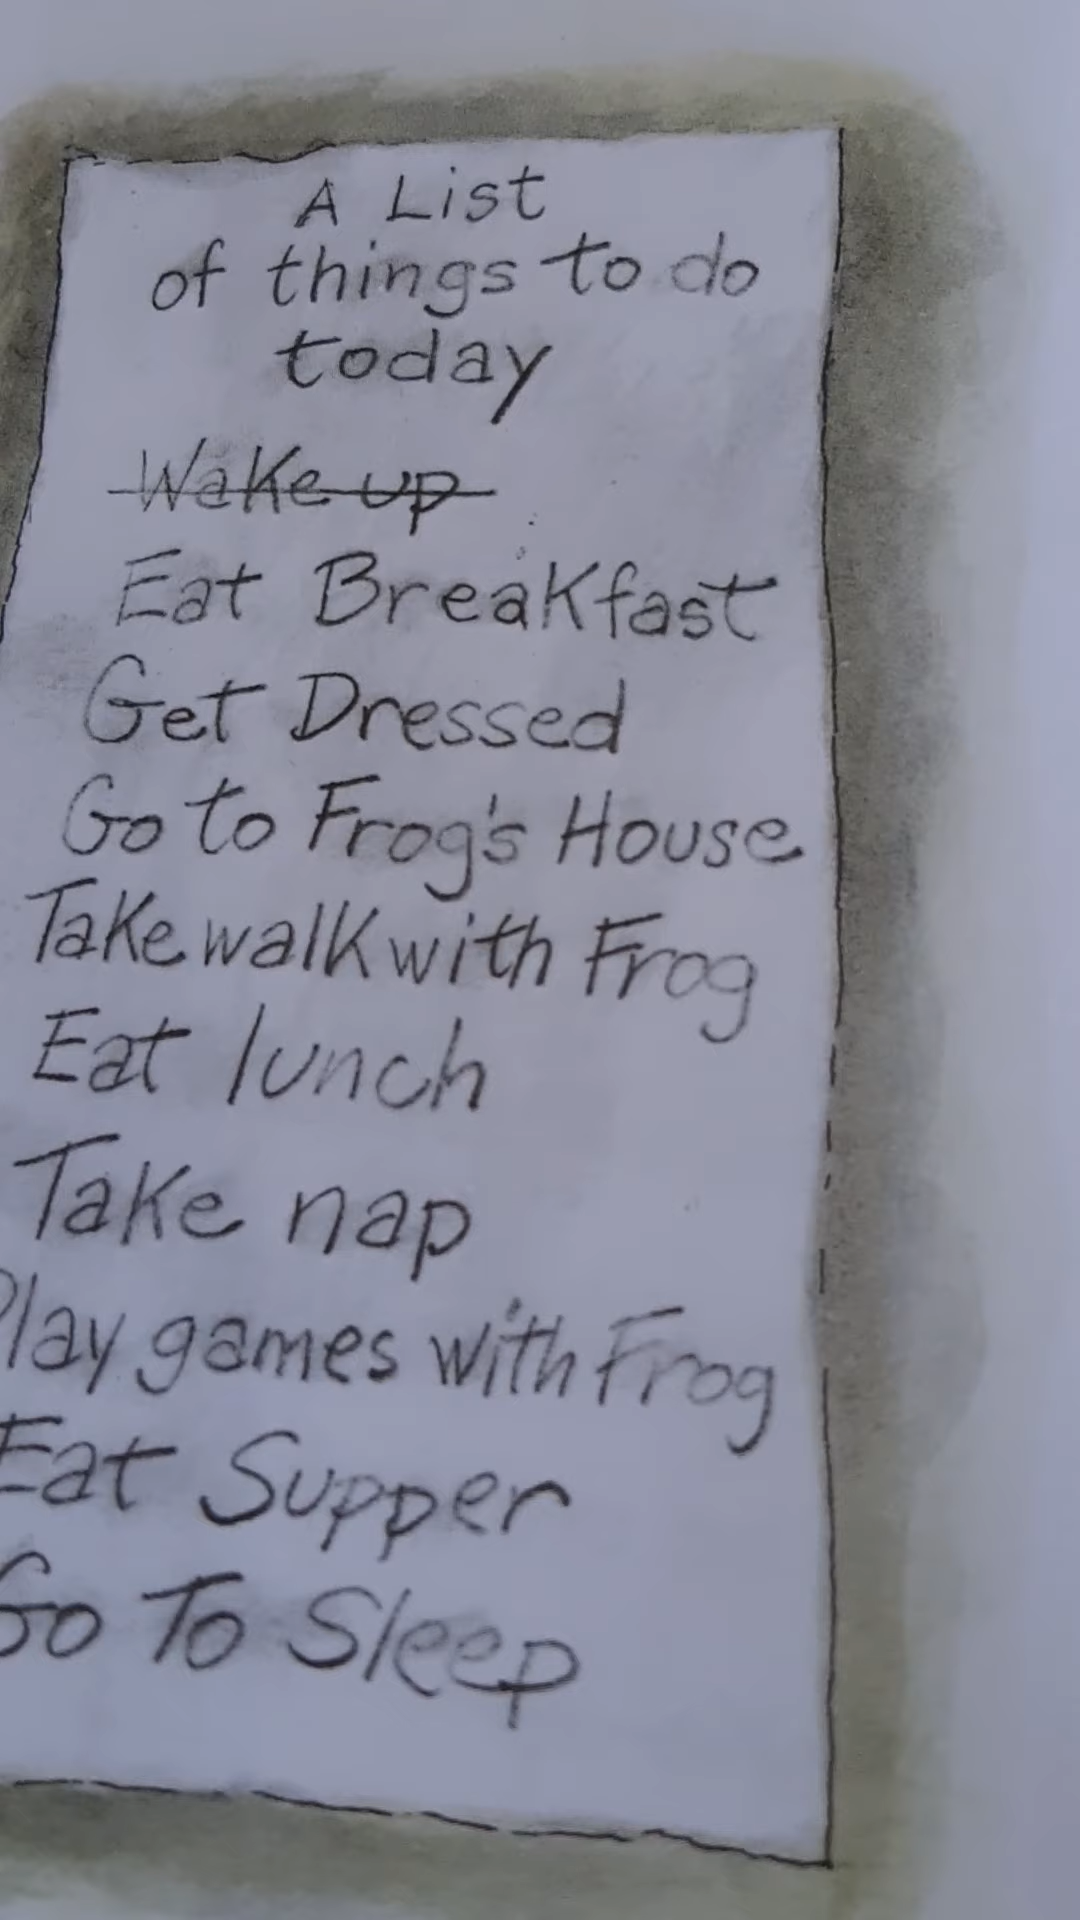 A List
of things to do
today
Wake up
Eat Breakfast
Get Dressed
Go to Frog's House
Take walk with Frog
Eat lunch
Take nap
Play games with Frog
Eat Supper
Go To Sleep